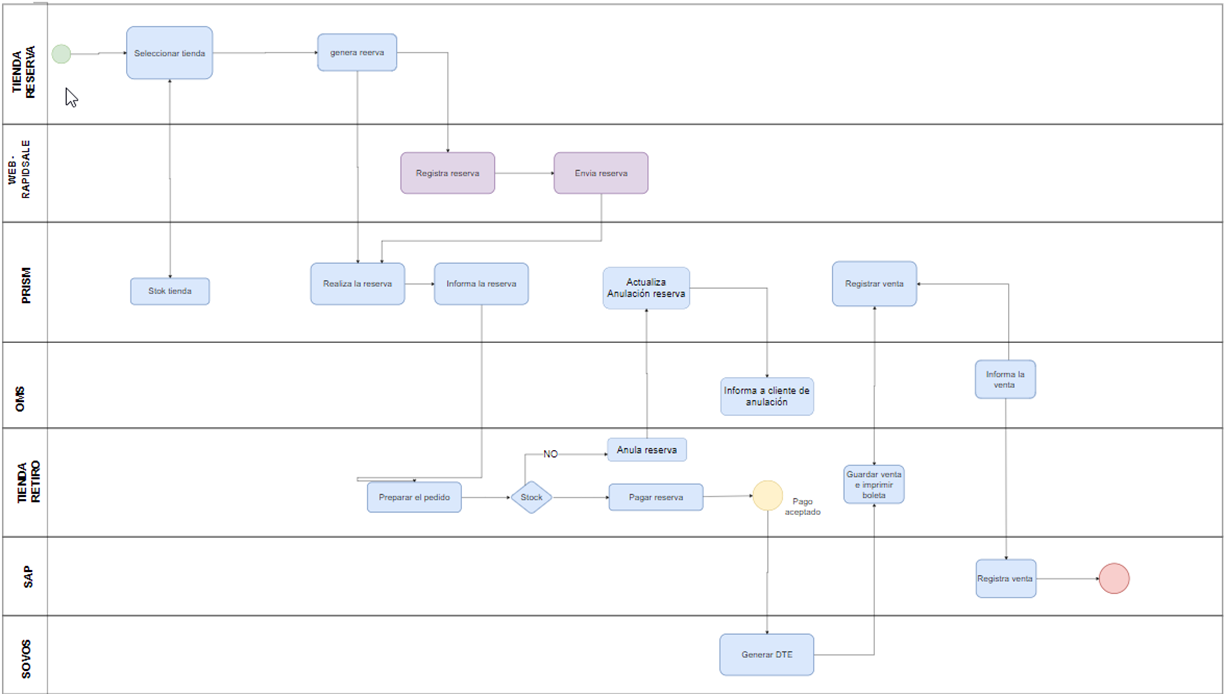 TIENDA
RESERVA
Seleccionar tienda
genera reerva
WEB -
RAPIDSALE
Registra reserva
Envia reserva
PRISM
Stok tienda
Realiza la reserva
Informa la reserva
Actualiza
Anulación reserva
Registrar venta
OMS
Informa a cliente de
anulación
Informa la
venta
TIENDA
RETIRO
Preparar el pedido
Stock
NO
Anula reserva
Pagar reserva
Pago
aceptado
Guardar venta
e imprimir
boleta
SAP
Registra venta
SOVOS
Generar DTE